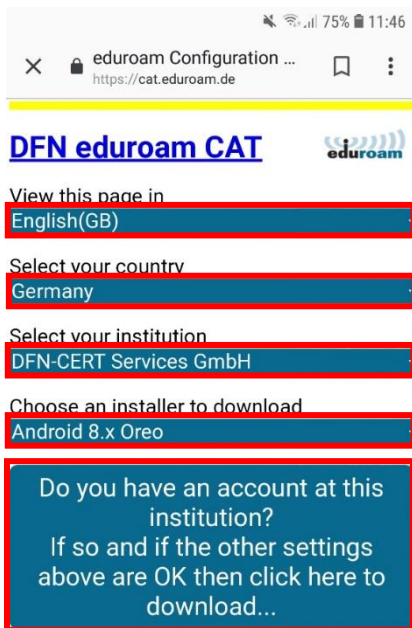 75% 11:46
eduroam Configuration ...
https://cat.eduroam.de
DFN eduroam CAT
eduroam
View this page in
English(GB)
Select your country
Germany
Select your institution
DFN-CERT Services GmbH
Choose an installer to download
Android 8.x Oreo
Do you have an account at this
institution?
If so and if the other settings
above are OK then click here to
download...